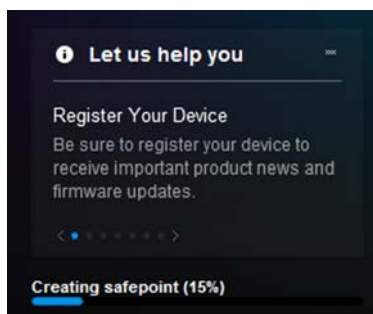 Let us help you
Register Your Device
Be sure to register your device to
receive important product news and
firmware updates.
Creating safepoint (15%)